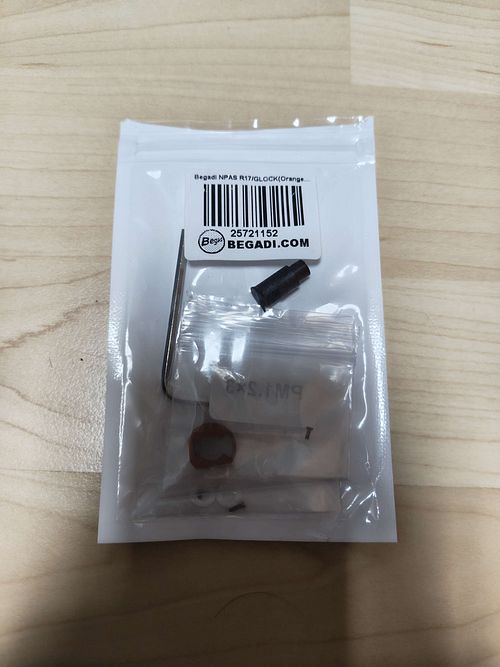 Begadi NPAS R17/GLOCK(Orange...
25721152
Begadi BEGADI.COM
PM1.2x3